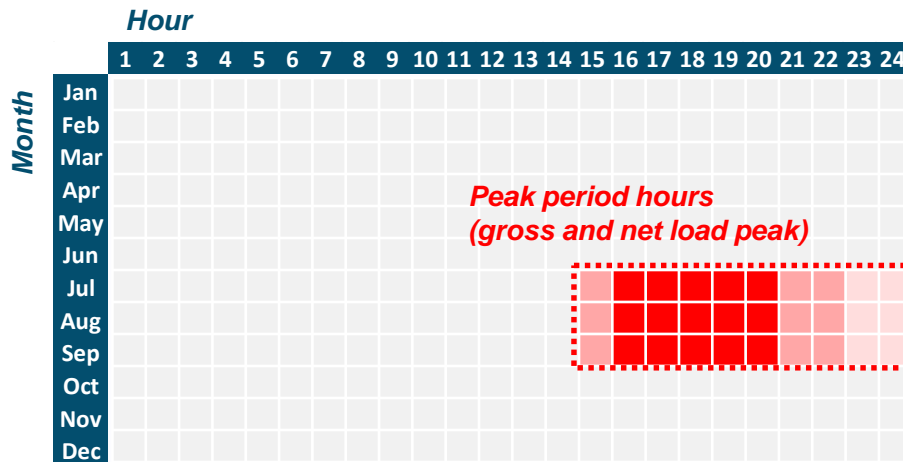 Hour
1 2 3 4 5 6 7 8 9 10 11 12 13 14 15 16 17 18 19 20 21 22 23 24
Month
Jan
Feb
Mar
Apr
May
Jun
Jul
Aug
Sep
Oct
Nov
Dec
Peak period hours
(gross and net load peak)